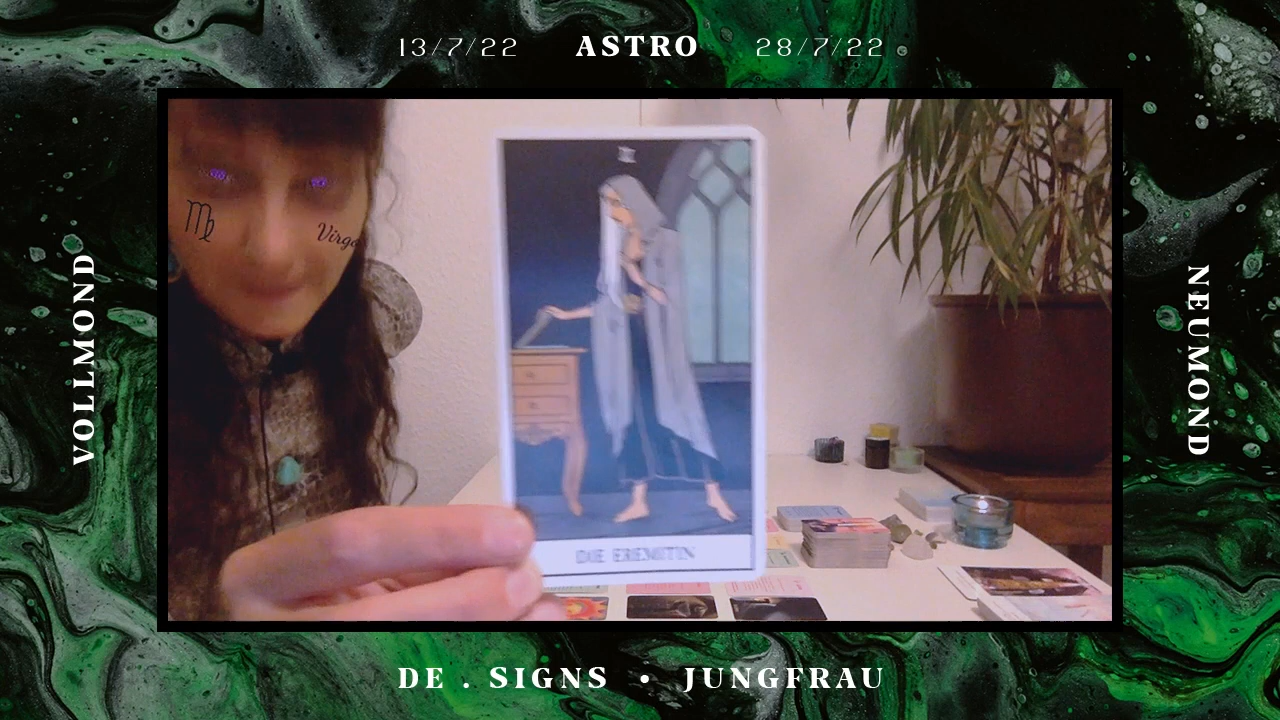 13/7/22 ASTRO 28/7/22
VOLLMOND
NEUMOND
♍ Virgo
DIE EREMITIN
DE . SIGNS • JUNGFRAU